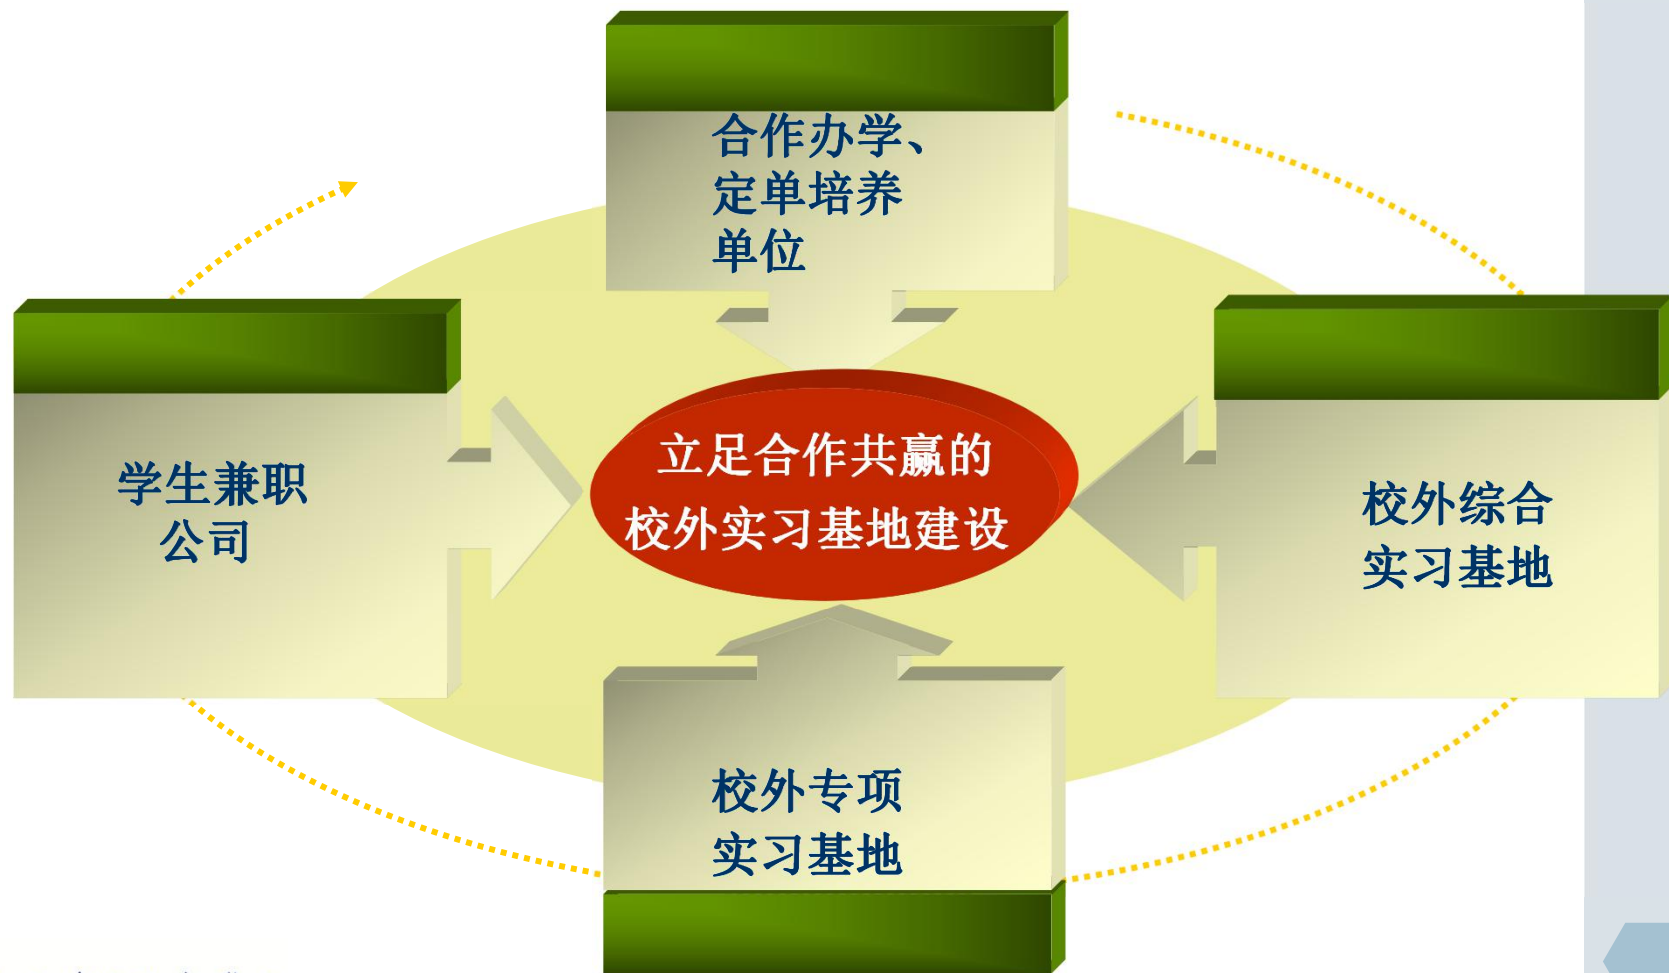 合作办学、
定单培养
单位
学生兼职
公司
立足合作共赢的
校外实习基地建设
校外综合
实习基地
校外专项
实习基地